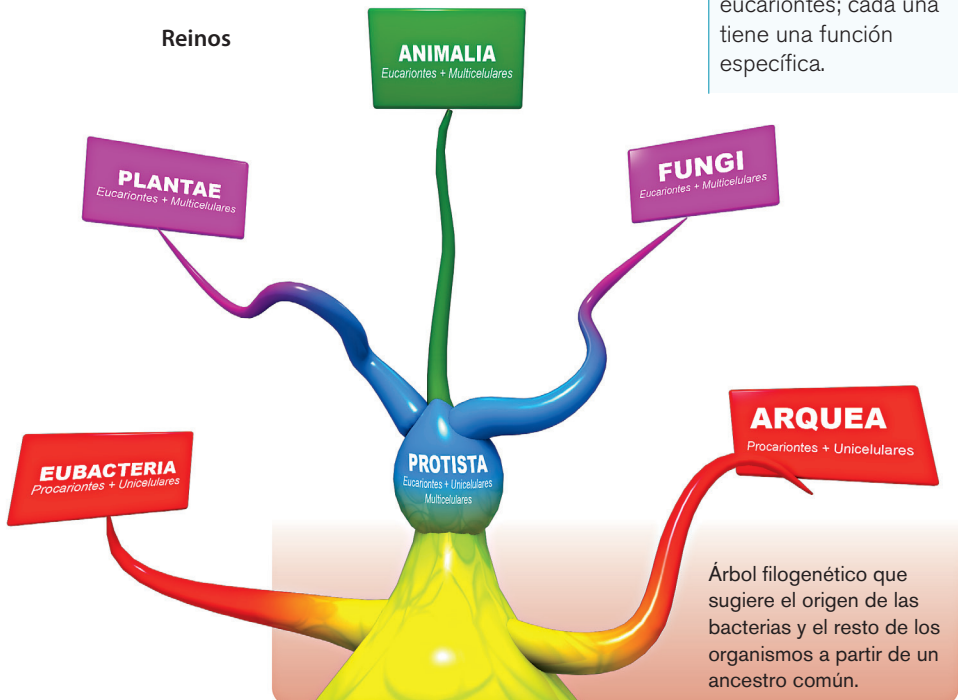 eucariontes; cada una
tiene una función
específica.
Reinos
ANIMALIA
Eucariontes + Multicelulares
PLANTAE
Eucariontes + Multicelulares
FUNGI
Eucariontes + Multicelulares
EUBACTERIA
Procariontes + Unicelulares
PROTISTA
Eucariontes + Unicelulares
Multicelulares
ARQUEA
Procariontes + Unicelulares
Árbol filogenético que
sugiere el origen de las
bacterias y el resto de los
organismos a partir de un
ancestro común.